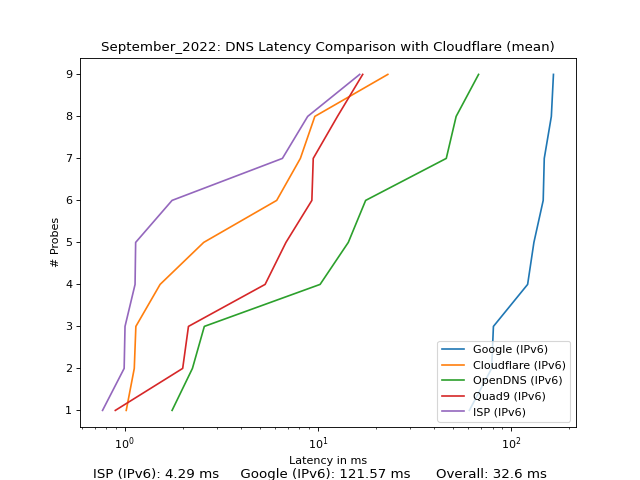 September_2022: DNS Latency Comparison with Cloudflare (mean)
# Probes
9
8
7
6
5
4
3
2
1
Google (IPv6)
Cloudflare (IPv6)
OpenDNS (IPv6)
Quad9 (IPv6)
ISP (IPv6)
10⁰ 10¹ 10²
Latency in ms
ISP (IPv6): 4.29 ms Google (IPv6): 121.57 ms Overall: 32.6 ms